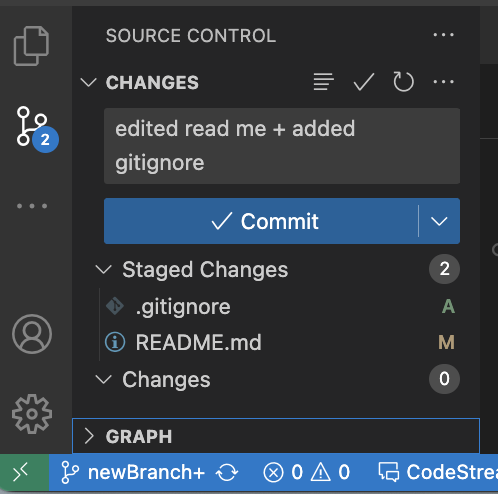 SOURCE CONTROL
CHANGES
edited read me + added
gitignore
Commit
Staged Changes 2
.gitignore A
README.md M
Changes 0
GRAPH
2
newBranch+ 0 0 CodeStrea